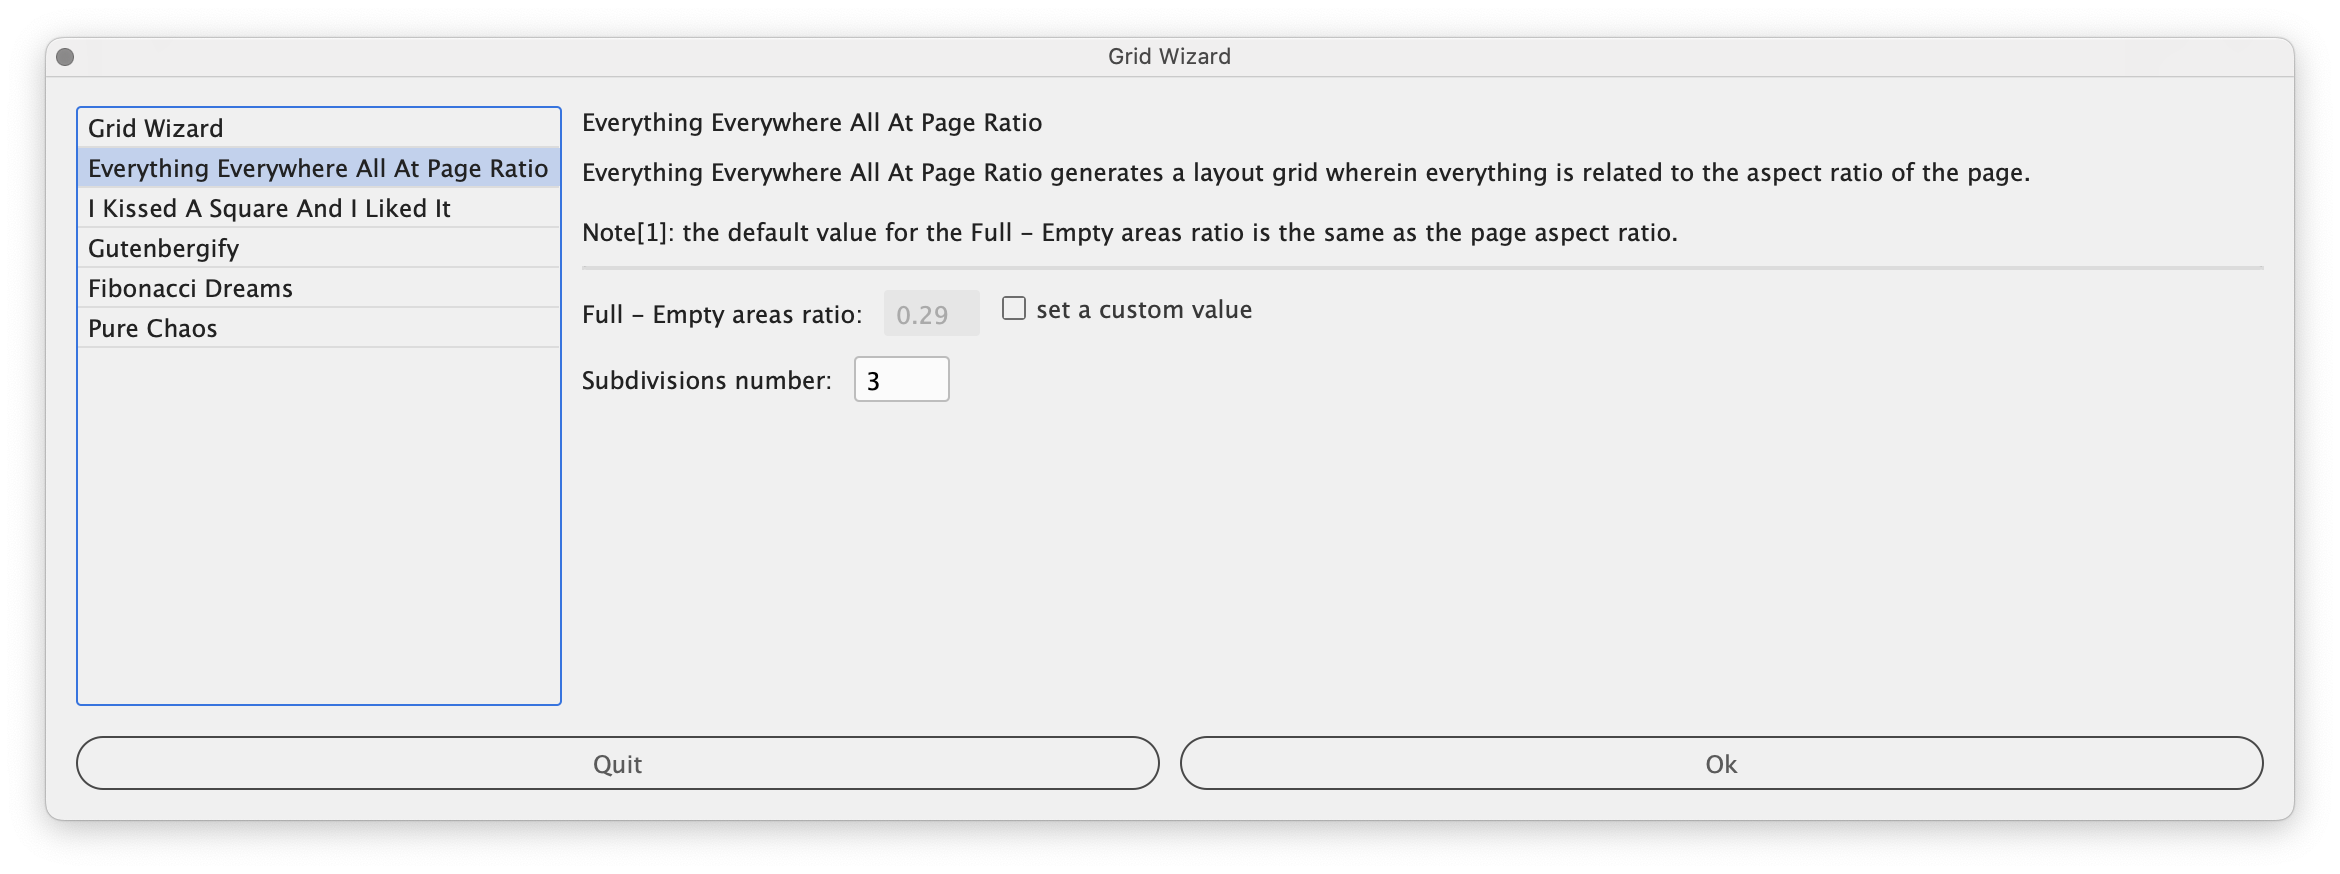 Grid Wizard
Grid Wizard
Everything Everywhere All At Page Ratio
I Kissed A Square And I Liked It
Gutenbergify
Fibonacci Dreams
Pure Chaos
Everything Everywhere All At Page Ratio
Everything Everywhere All At Page Ratio generates a layout grid wherein everything is related to the aspect ratio of the page.
Note[1]: the default value for the Full – Empty areas ratio is the same as the page aspect ratio.
Full – Empty areas ratio: 0.29 set a custom value
Subdivisions number: 3
Quit
Ok